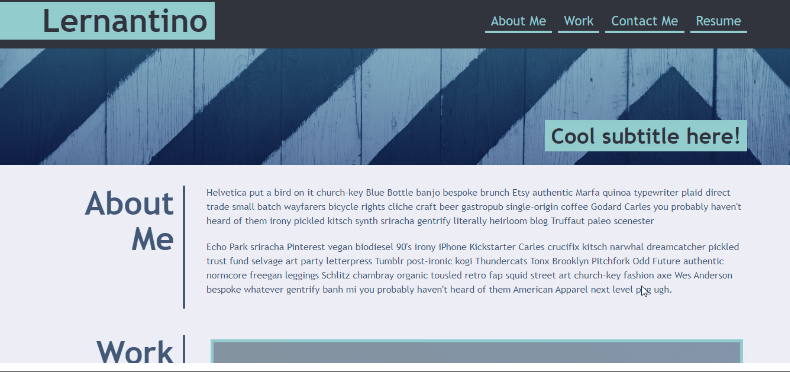 Lernantino
About Me Work Contact Me Resume
Cool subtitle here!
About
Me
Helvetica put a bird on it church-key Blue Bottle banjo bespoke brunch Etsy authentic Marfa quinoa typewriter plaid direct
trade small batch wayfarers bicycle rights cliche craft beer gastropub single-origin coffee Godard Carles you probably haven't
heard of them irony pickled kitsch synth sriracha gentrify literally heirloom blog Truffaut paleo scenester
Echo Park sriracha Pinterest vegan biodiesel 90's irony iPhone Kickstarter Carles crucifix kitsch narwhal dreamcatcher pickled
trust fund selvage art party letterpress Tumblr post-ironic kogi Thundercats Tonx Brooklyn Pitchfork Odd Future authentic
normcore freegan leggings Schlitz chambray organic tousled retro fap squid street art church-key fashion axe Wes Anderson
bespoke whatever gentrify banh mi you probably haven't heard of them American Apparel next level ugh.
Work